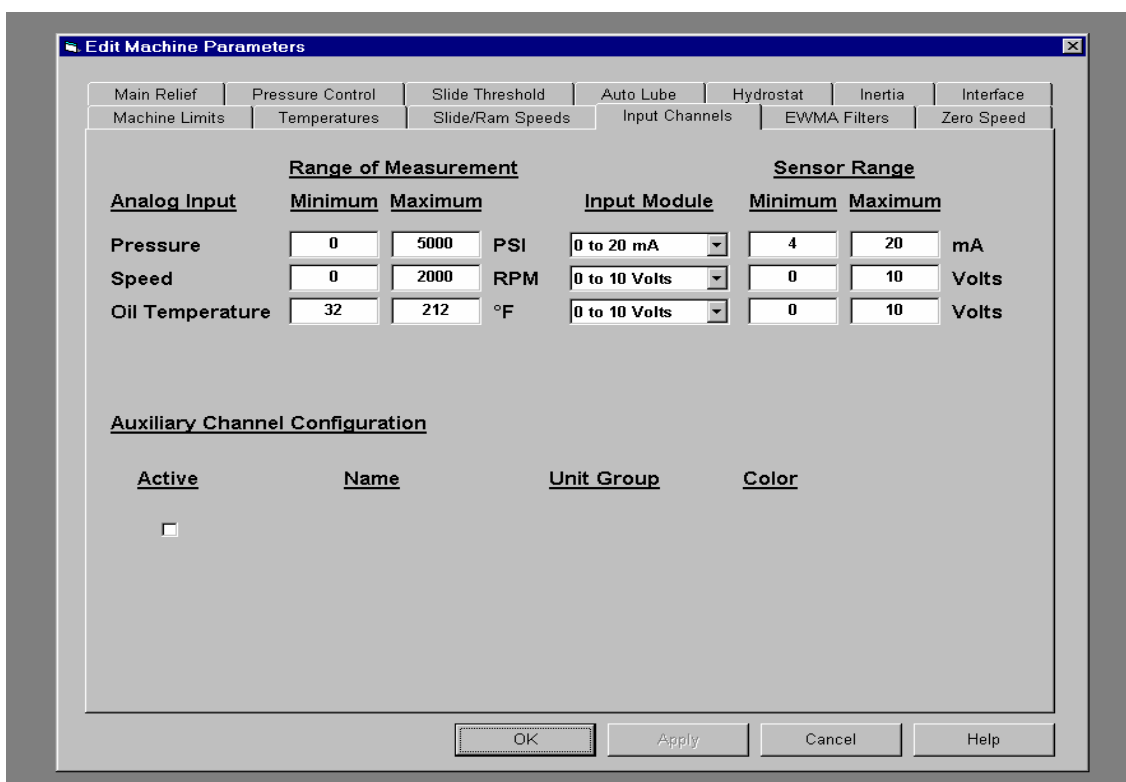 Edit Machine Parameters
Main Relief Pressure Control Slide Threshold Auto Lube Hydrostat Inertia Interface
Machine Limits Temperatures Slide/Ram Speeds Input Channels EWMA Filters Zero Speed
Range of Measurement Sensor Range
Analog Input Minimum Maximum Input Module Minimum Maximum
Pressure 0 5000 PSI 0 to 20 mA 4 20 mA
Speed 0 2000 RPM 0 to 10 Volts 0 10 Volts
Oil Temperature 32 212 °F 0 to 10 Volts 0 10 Volts
Auxiliary Channel Configuration
Active Name Unit Group Color
OK Apply Cancel Help